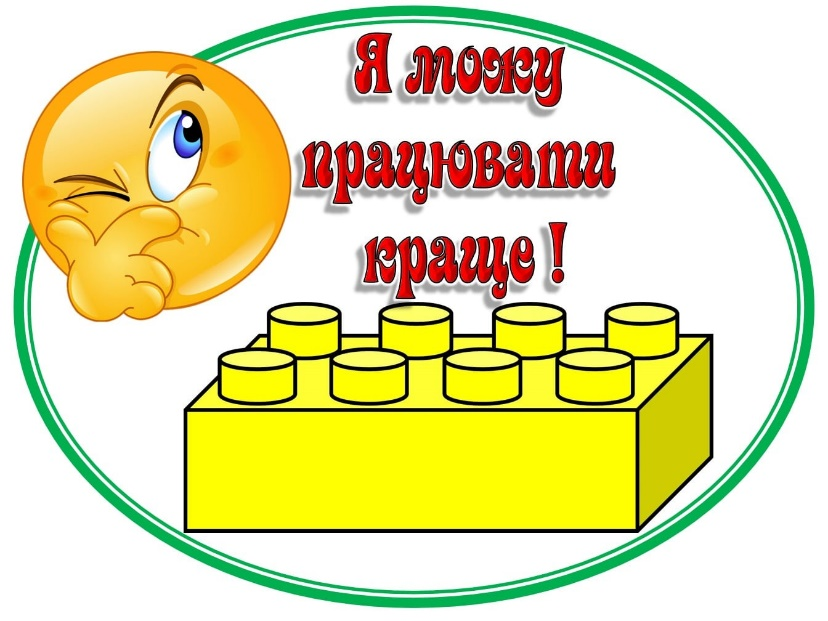 Я можу
працювати
краще !